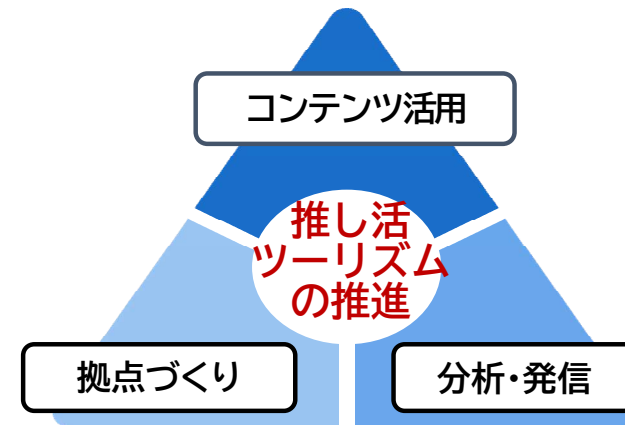 コンテンツ活用
推し活
ツーリズム
の推進
拠点づくり
分析・発信